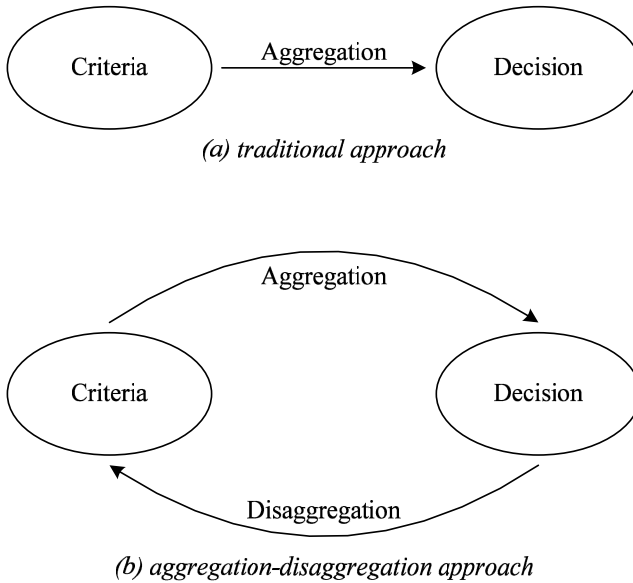 Criteria
Aggregation
Decision
(a) traditional approach
Aggregation
Criteria
Decision
Disaggregation
(b) aggregation-disaggregation approach